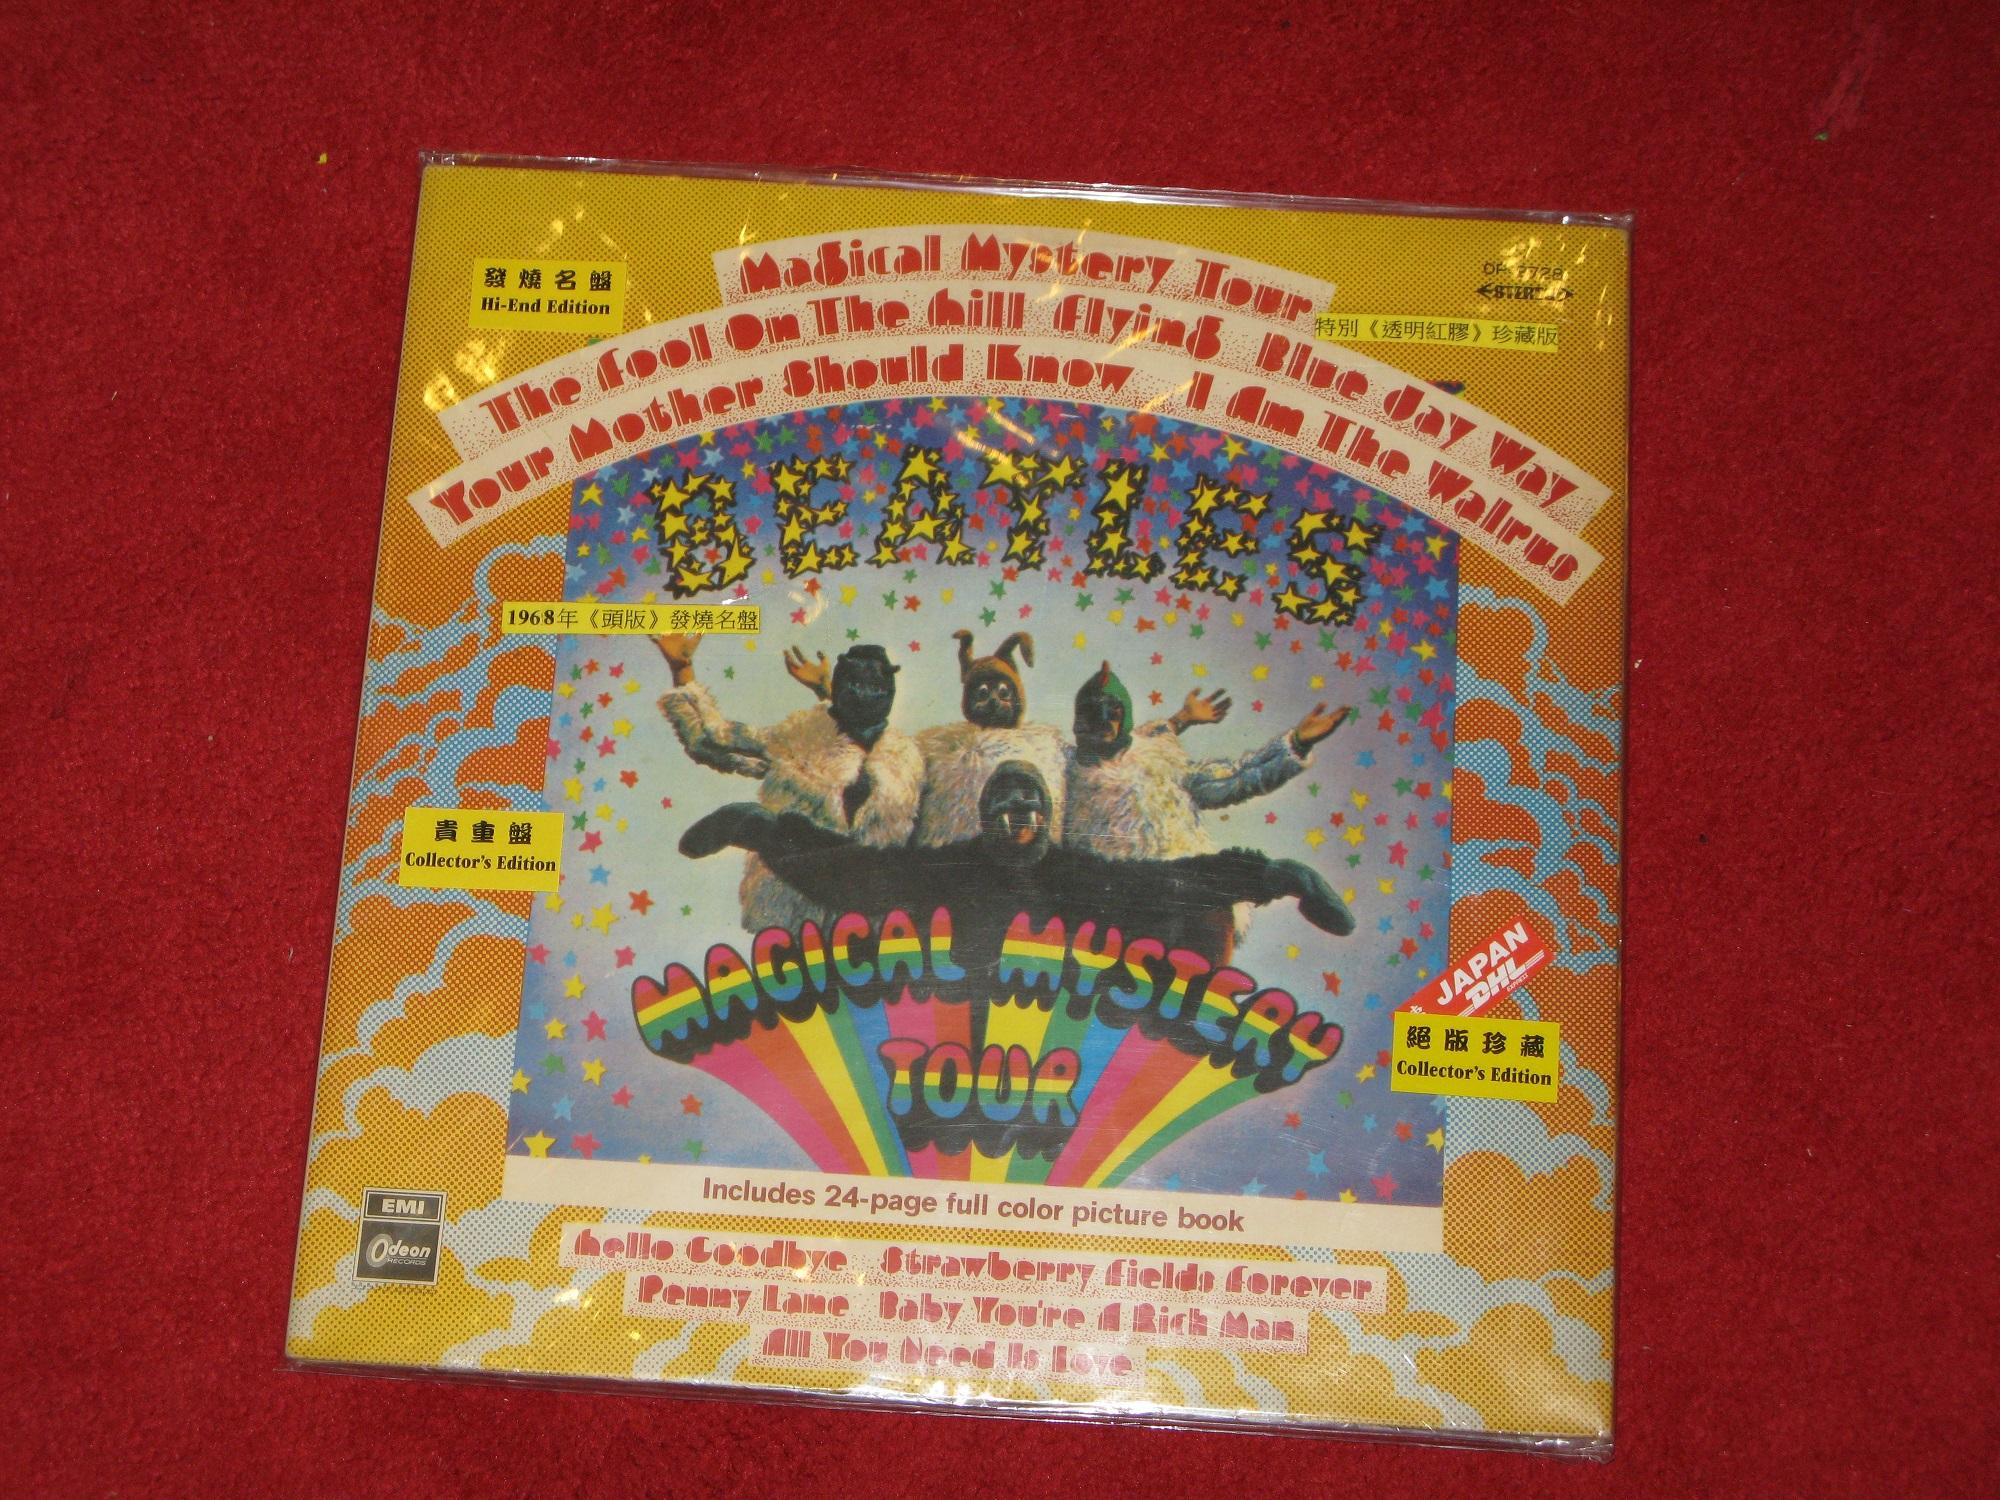 發燒名盤
Hi-End Edition
STEREO
特別《透明紅膠》珍藏版
Magical Mystery Tour
The Fool On The Hill Flying Blue Jay Way
Your Mother Should Know I Am The Walrus
BEATLES
1968年《頭版》發燒名盤
貴重盤
Collector's Edition
JAPAN
DHL
絕版珍藏
Collector's Edition
MAGICAL MYSTERY
TOUR
Includes 24-page full color picture book
EMI
Odeon
RECORDS
Hello Goodbye Strawberry Fields Forever
Penny Lane Baby You're A Rich Man
All You Need Is Love